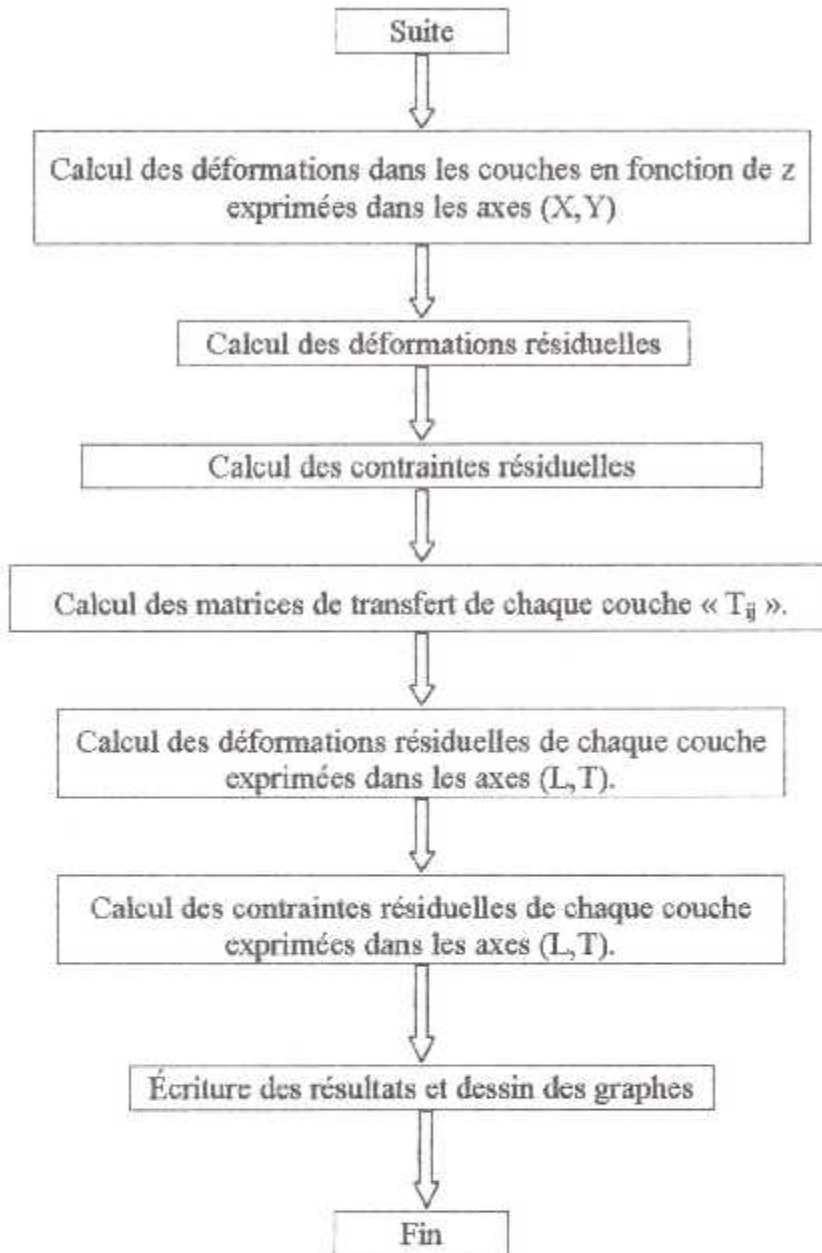 Suite
Calcul des déformations dans les couches en fonction de z
exprimées dans les axes (X,Y)
Calcul des déformations résiduelles
Calcul des contraintes résiduelles
Calcul des matrices de transfert de chaque couche « Tij ».
Calcul des déformations résiduelles de chaque couche
exprimées dans les axes (L,T).
Calcul des contraintes résiduelles de chaque couche
exprimées dans les axes (L,T).
Écriture des résultats et dessin des graphes
Fin